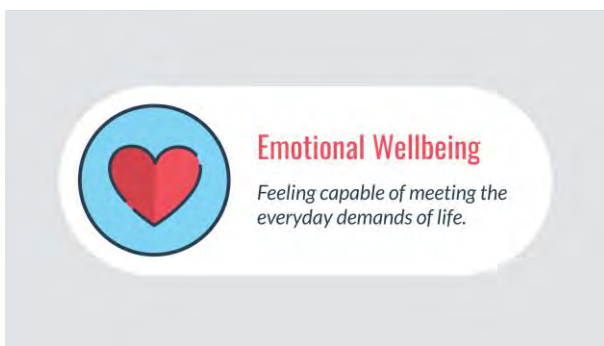 Emotional Wellbeing
Feeling capable of meeting the
everyday demands of life.